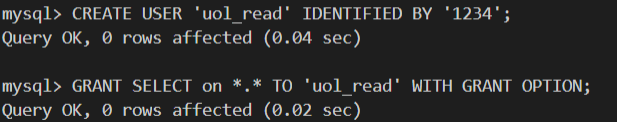 mysql> CREATE USER 'uol_read' IDENTIFIED BY '1234';
Query OK, 0 rows affected (0.04 sec)
mysql> GRANT SELECT on *.* TO 'uol_read' WITH GRANT OPTION;
Query OK, 0 rows affected (0.02 sec)